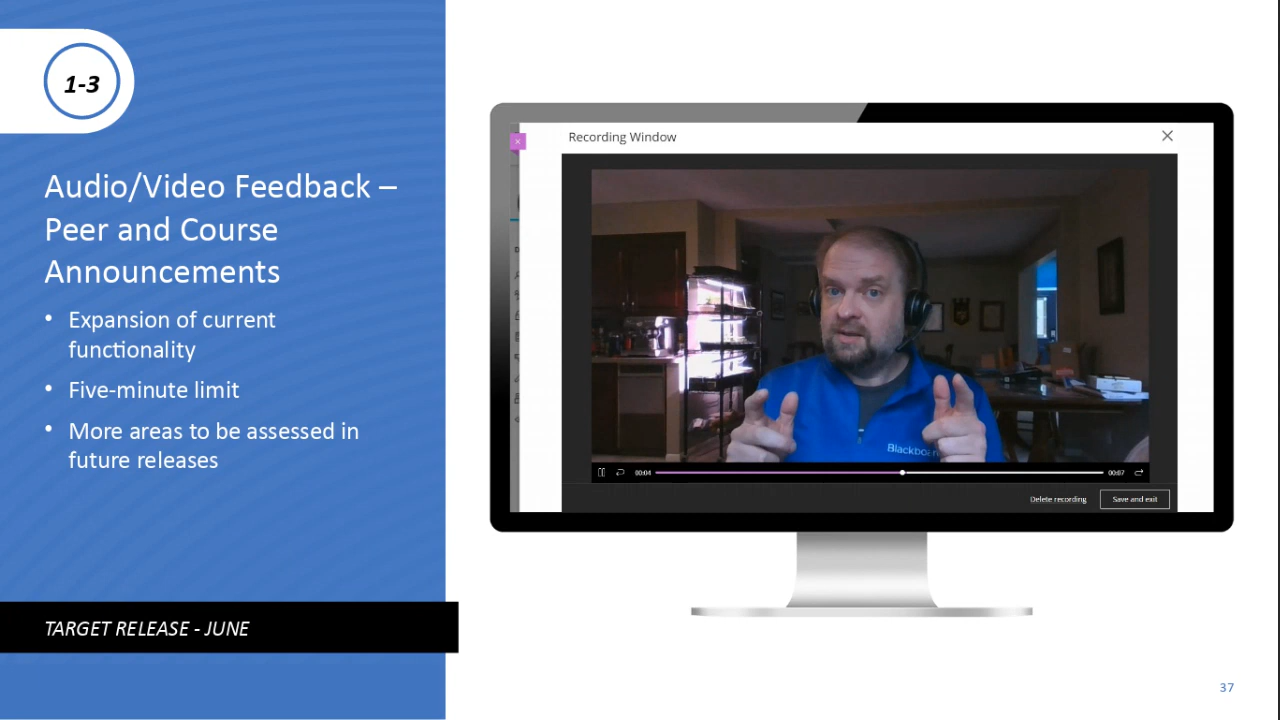 1-3
Audio/Video Feedback –
Peer and Course
Announcements
• Expansion of current
functionality
• Five-minute limit
• More areas to be assessed in
future releases
TARGET RELEASE - JUNE
Recording Window
00:04
00:07
Delete recording
Save and exit
37